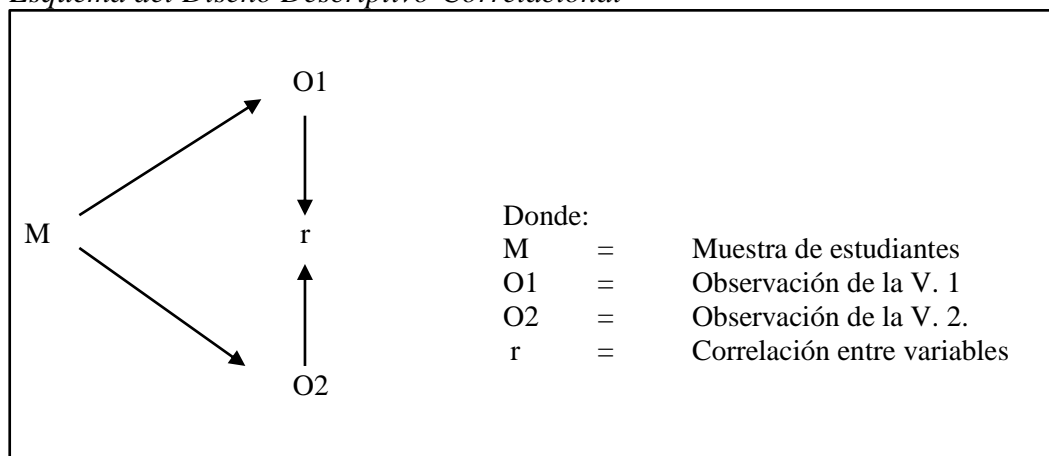 Esquema del Diseño Descriptivo-Correlacional
O1
M
r
O2
Donde:
M = Muestra de estudiantes
O1 = Observación de la V. 1
O2 = Observación de la V. 2.
r = Correlación entre variables